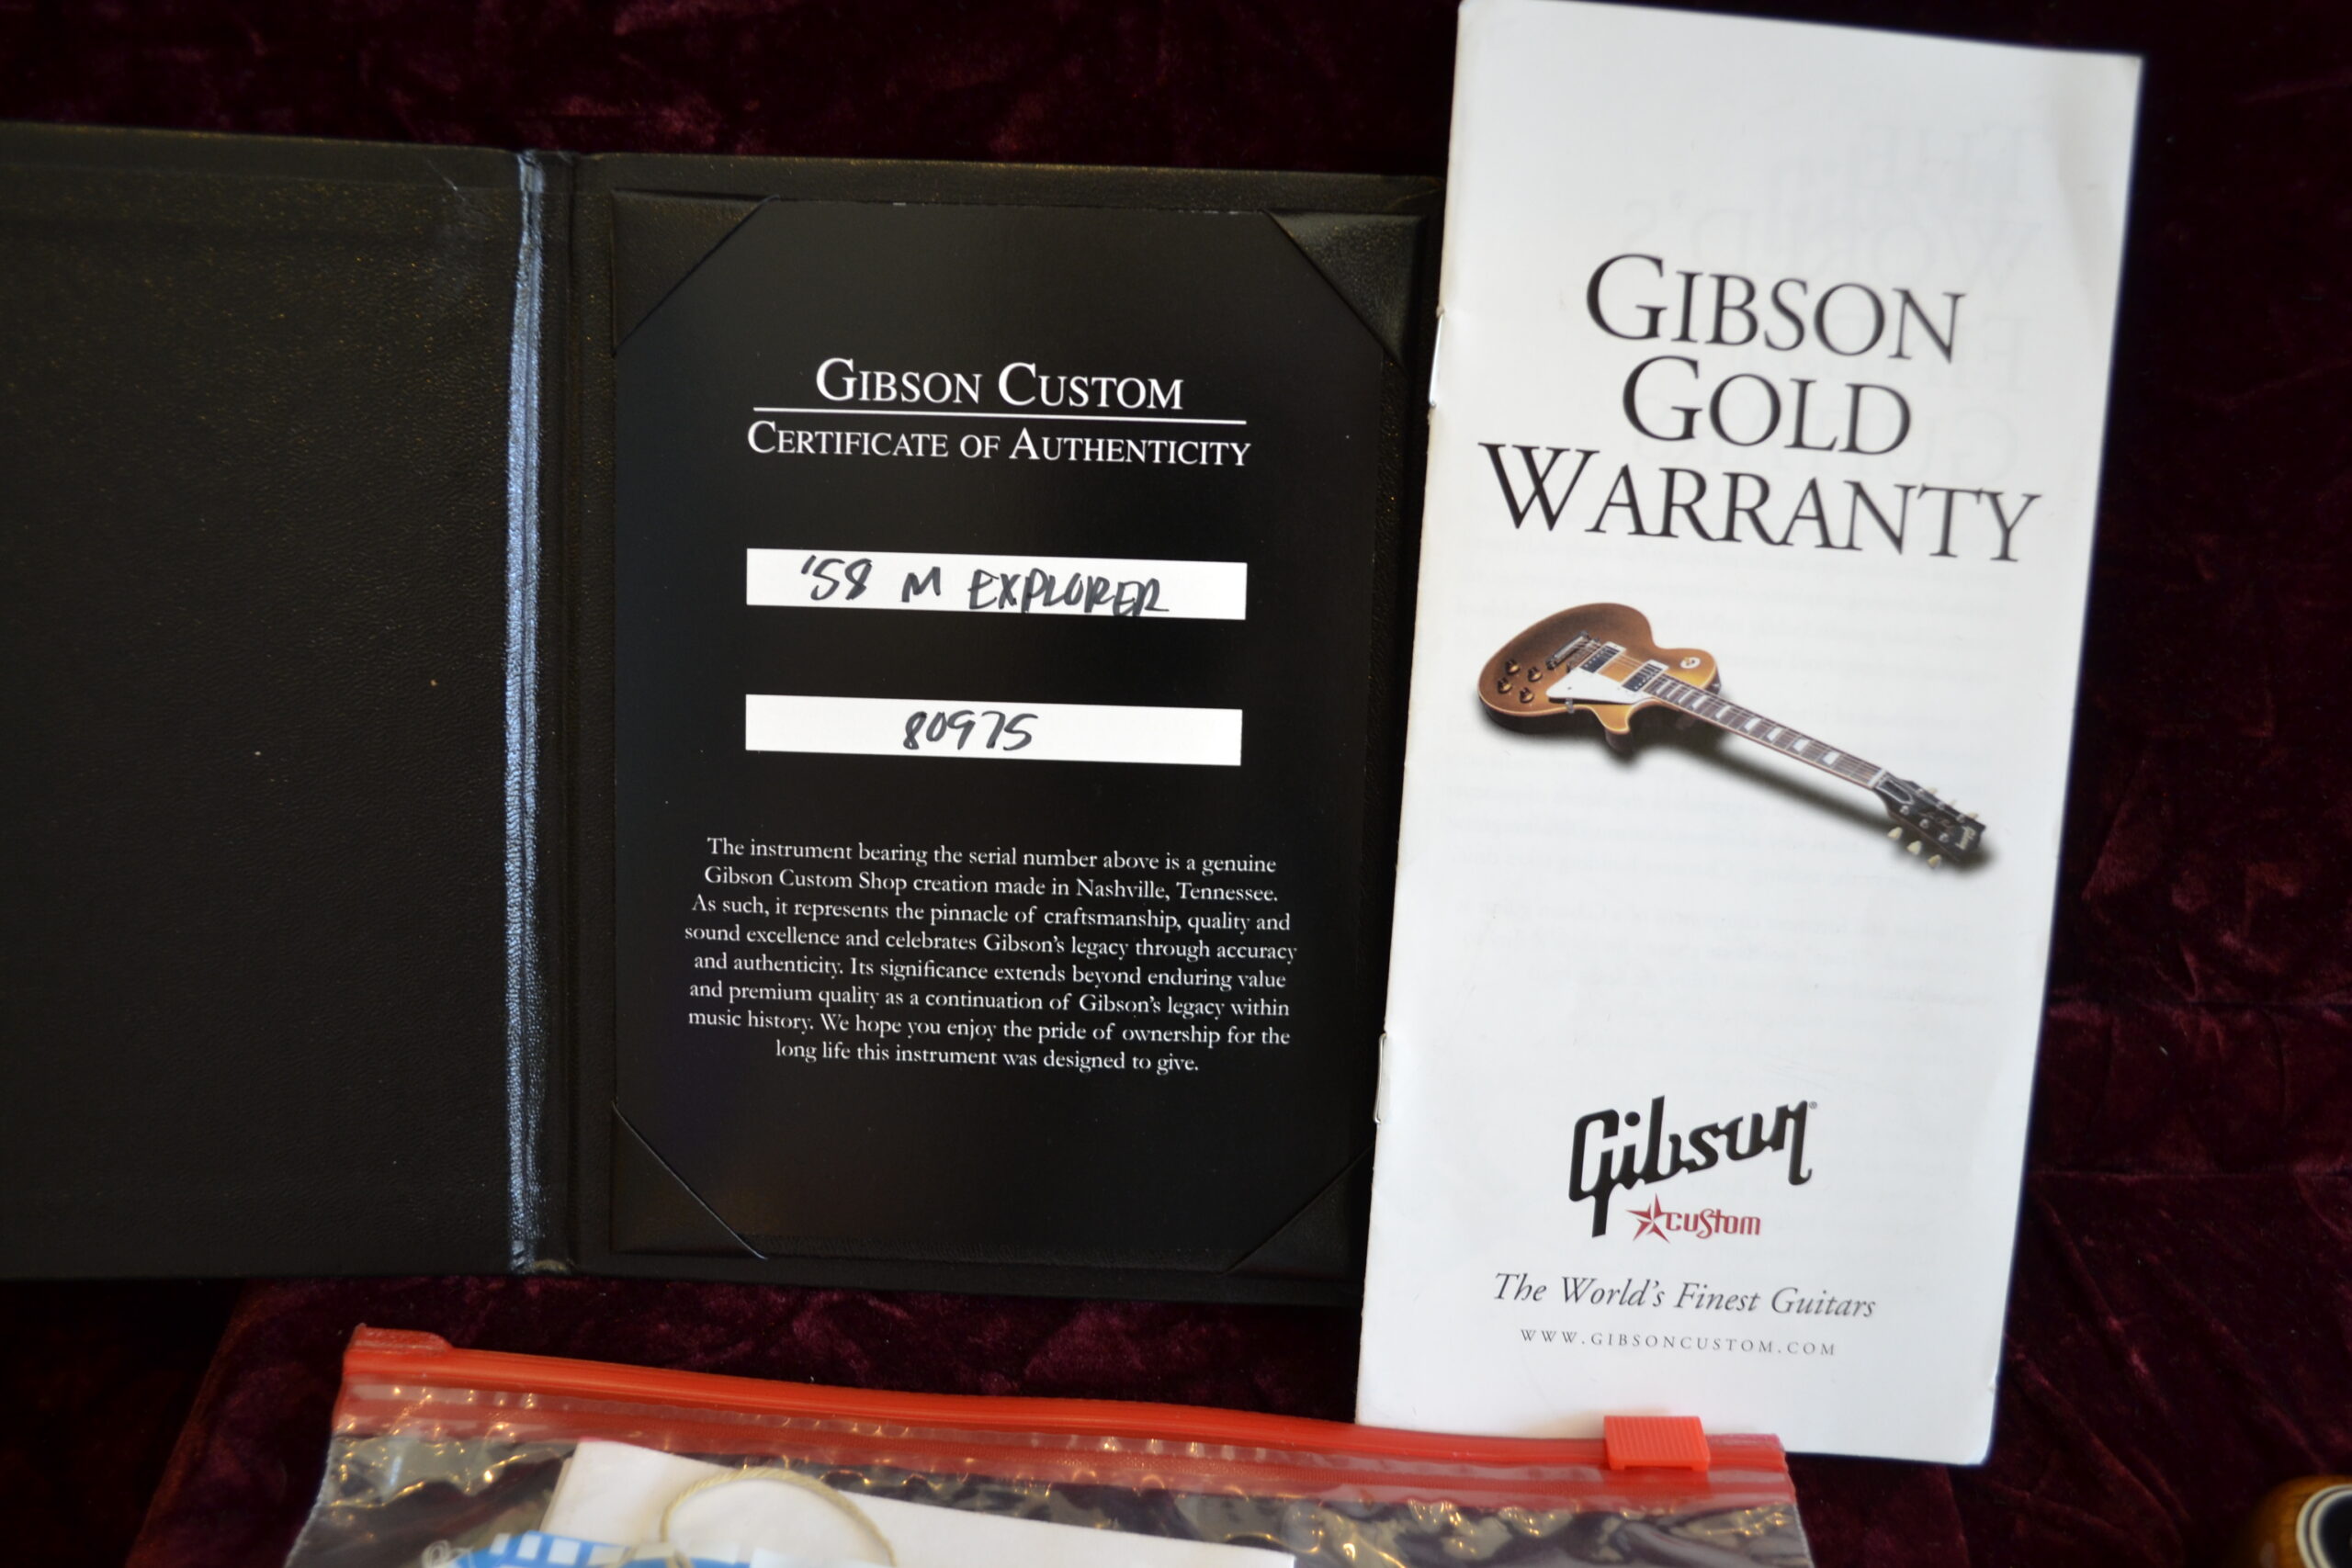 GIBSON CUSTOM
CERTIFICATE OF AUTHENTICITY
'58 M EXPLORER
80975
The instrument bearing the serial number above is a genuine
Gibson Custom Shop creation made in Nashville, Tennessee.
As such, it represents the pinnacle of craftsmanship, quality and
sound excellence and celebrates Gibson's legacy through accuracy
and authenticity. Its significance extends beyond enduring value
and premium quality as a continuation of Gibson's legacy within
music history. We hope you enjoy the pride of ownership for the
long life this instrument was designed to give.
GIBSON
GOLD
WARRANTY
Gibson®
custom
The World's Finest Guitars
WWW.GIBSONCUSTOM.COM